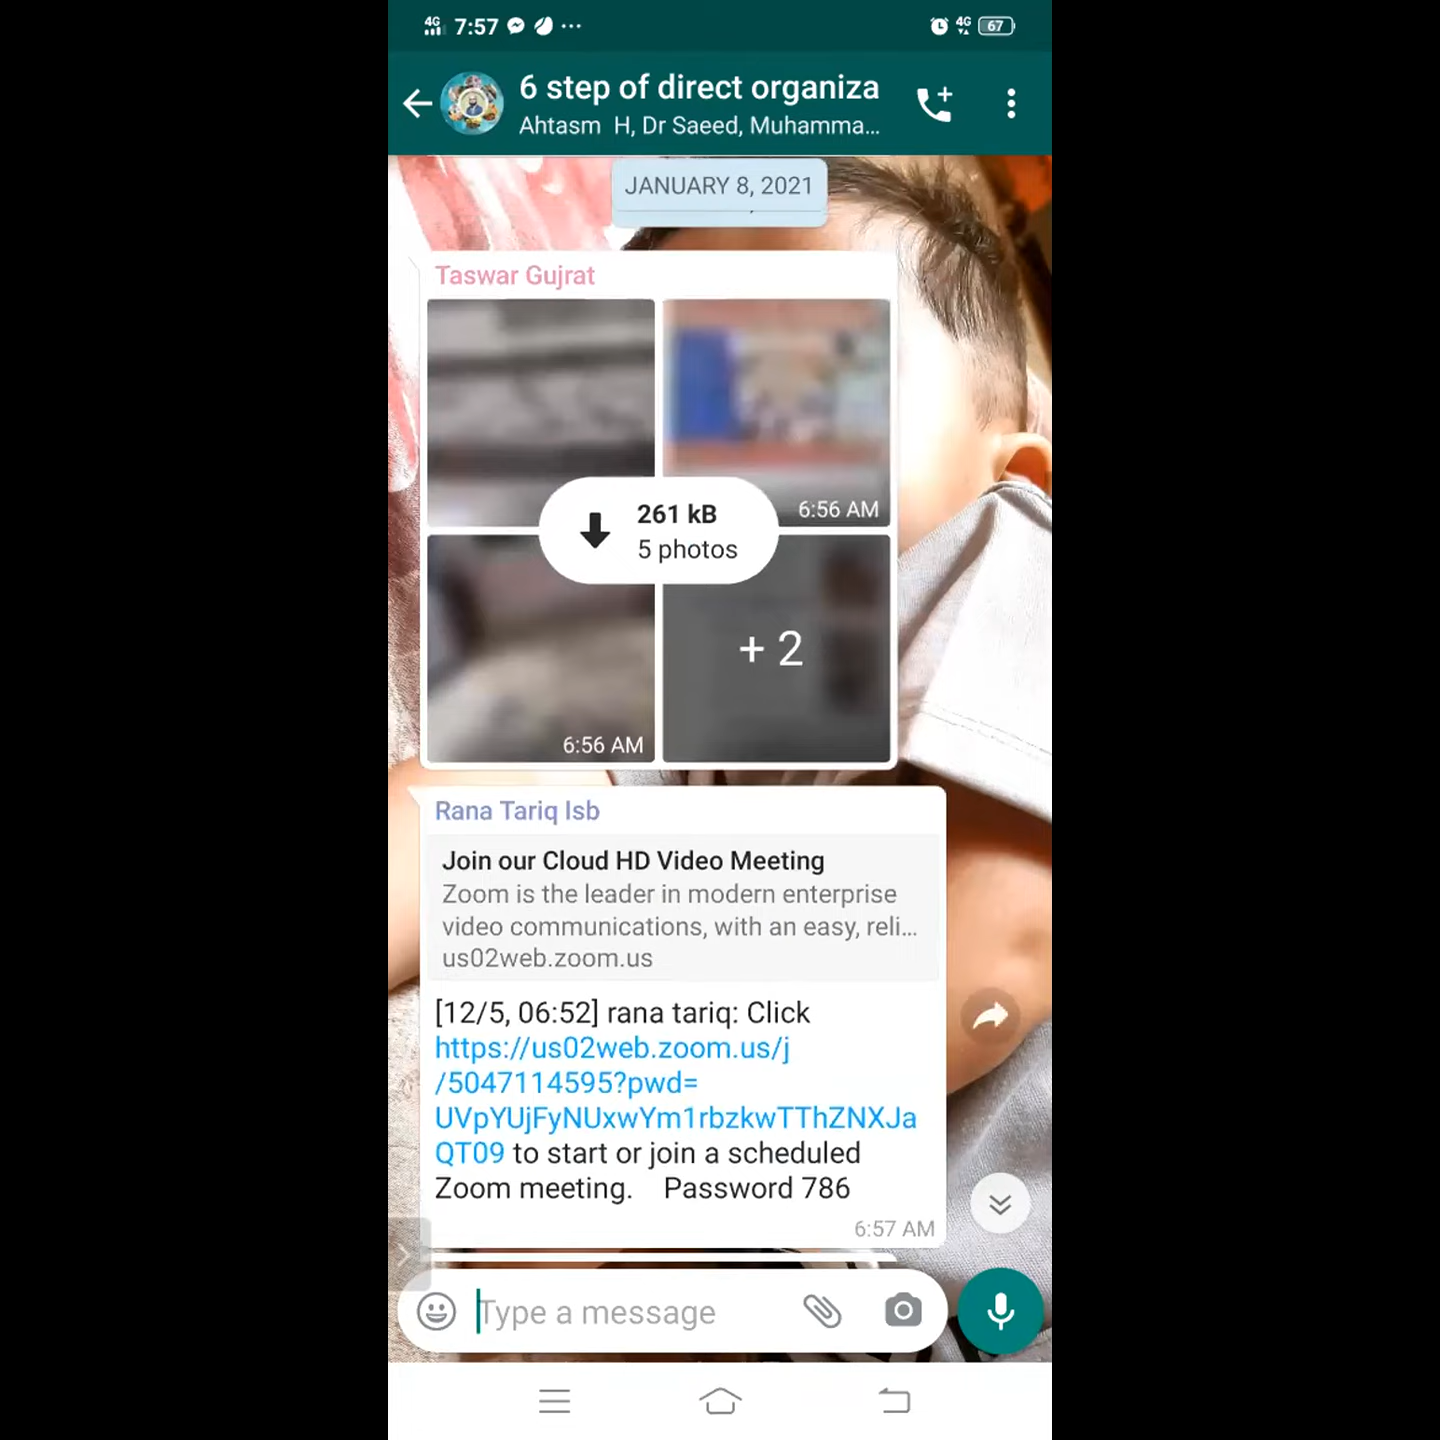 4G 7:57 ... 4G 67
6 step of direct organiza
Ahtasm H, Dr Saeed, Muhamma...
JANUARY 8, 2021
Taswar Gujrat
261 kB
5 photos
6:56 AM
+ 2
6:56 AM
Rana Tariq Isb
Join our Cloud HD Video Meeting
Zoom is the leader in modern enterprise
video communications, with an easy, reli...
us02web.zoom.us
[12/5, 06:52] rana tariq: Click
https://us02web.zoom.us/j
/5047114595?pwd=
UVpYUjFyNUxwYm1rbzkwTThZNXJa
QT09 to start or join a scheduled
Zoom meeting. Password 786
6:57 AM
Type a message